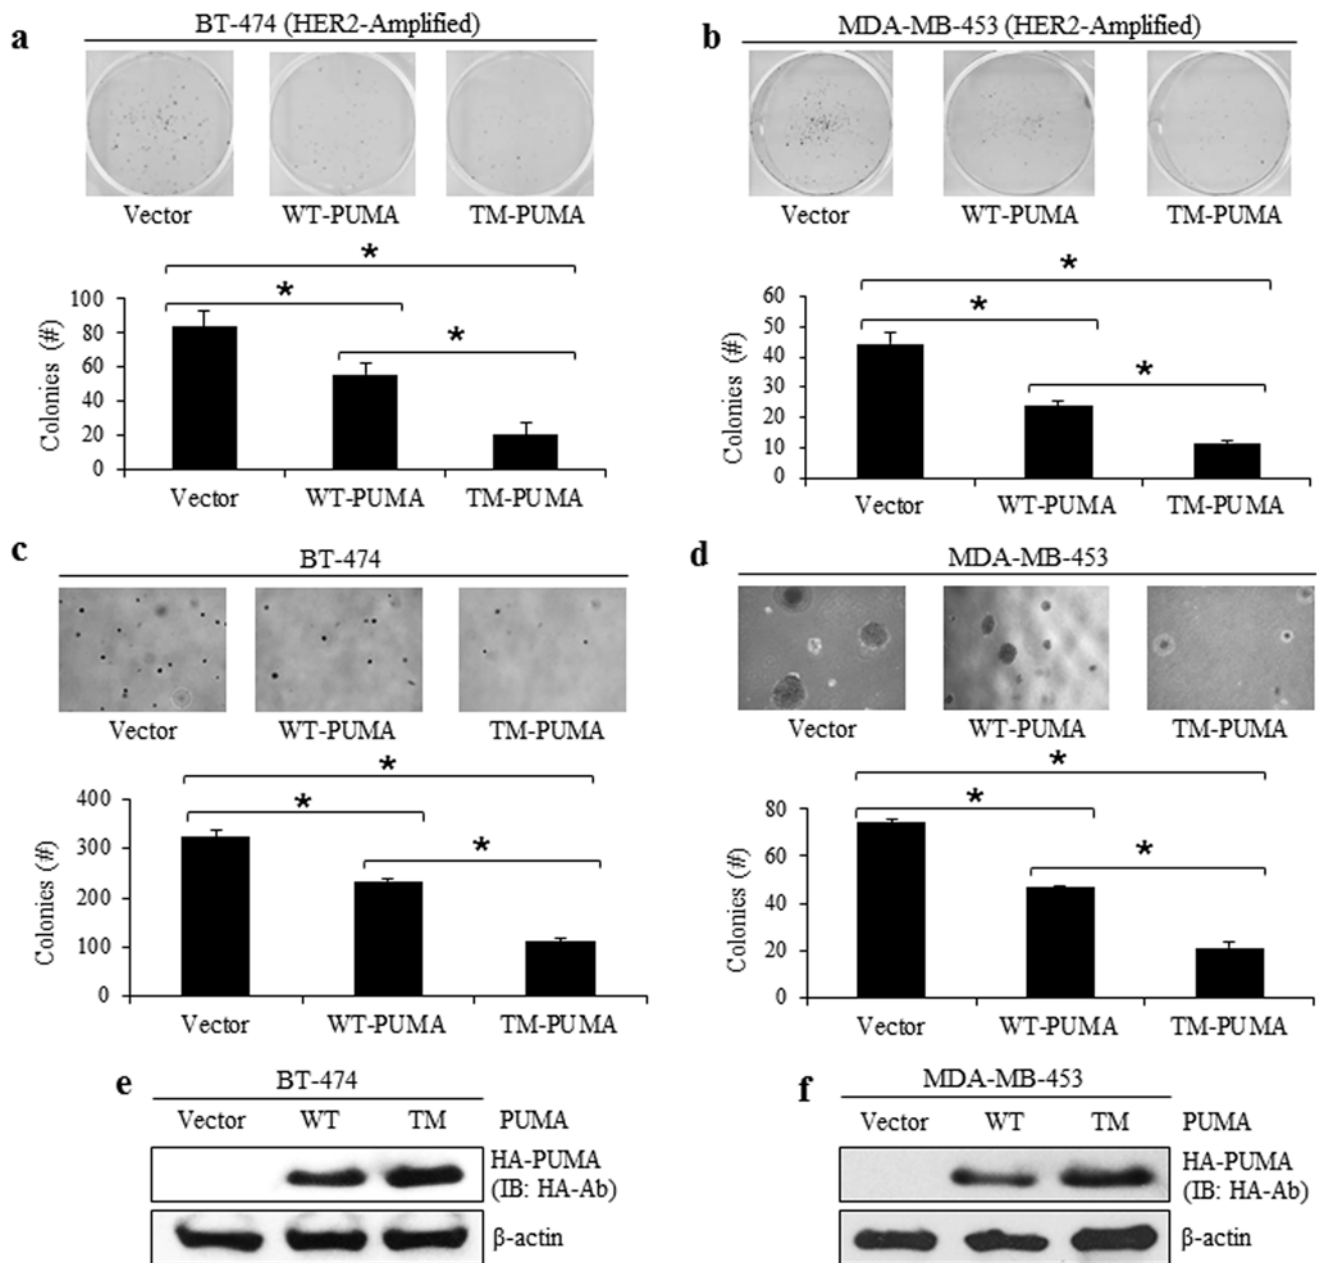 a
BT-474 (HER2-Amplified)
Vector
WT-PUMA
TM-PUMA
*
*
*
Colonies (#)
100
80
60
40
20
0
Vector
WT-PUMA
TM-PUMA
b
MDA-MB-453 (HER2-Amplified)
Vector
WT-PUMA
TM-PUMA
*
*
*
Colonies (#)
60
50
40
30
20
10
0
Vector
WT-PUMA
TM-PUMA
c
BT-474
Vector
WT-PUMA
TM-PUMA
*
*
*
Colonies (#)
400
300
200
100
0
Vector
WT-PUMA
TM-PUMA
d
MDA-MB-453
Vector
WT-PUMA
TM-PUMA
*
*
*
Colonies (#)
80
60
40
20
0
Vector
WT-PUMA
TM-PUMA
e
BT-474
Vector WT TM PUMA
HA-PUMA
(IB: HA-Ab)
β-actin
f
MDA-MB-453
Vector WT TM PUMA
HA-PUMA
(IB: HA-Ab)
β-actin